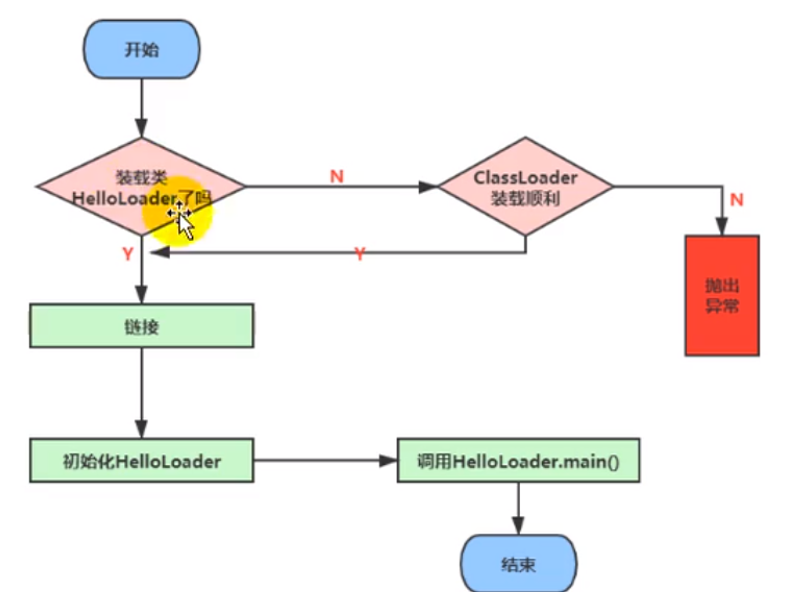 开始
装载类
HelloLoader了吗
N
ClassLoader
装载顺利
N
Y
Y
抛出
异常
链接
初始化HelloLoader
调用HelloLoader.main()
结束